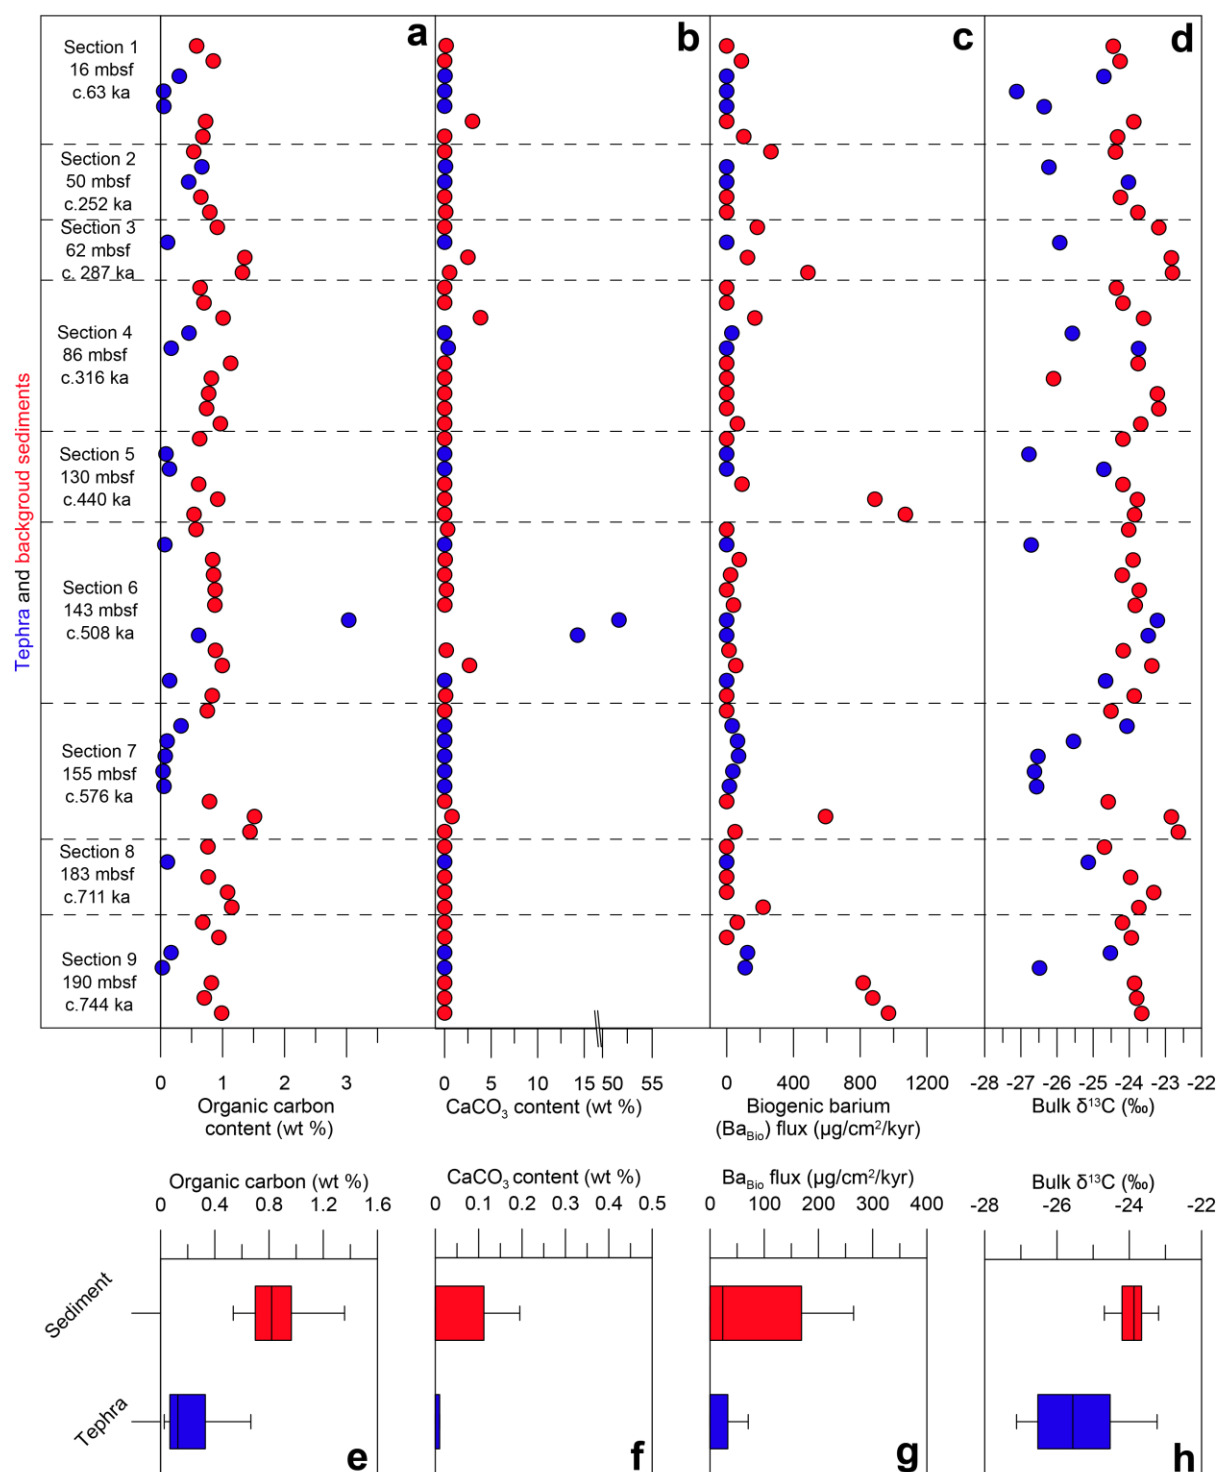 a
b
c
d
Tephra and backgroud sediments
Section 1
16 mbsf
c.63 ka
Section 2
50 mbsf
c.252 ka
Section 3
62 mbsf
c. 287 ka
Section 4
86 mbsf
c.316 ka
Section 5
130 mbsf
c.440 ka
Section 6
143 mbsf
c.508 ka
Section 7
155 mbsf
c.576 ka
Section 8
183 mbsf
c.711 ka
Section 9
190 mbsf
c.744 ka
0 1 2 3
Organic carbon
content (wt %)
0 5 10 15 50 55
CaCO₃ content (wt %)
0 400 800 1200
Biogenic barium
(Ba_Bio) flux (µg/cm²/kyr)
-28 -27 -26 -25 -24 -23 -22
Bulk δ¹³C (‰)
Organic carbon (wt %)
0 0.4 0.8 1.2 1.6
CaCO₃ content (wt %)
0 0.1 0.2 0.3 0.4 0.5
Ba_Bio flux (µg/cm²/kyr)
0 100 200 300 400
Bulk δ¹³C (‰)
-28 -26 -24 -22
Sediment
Tephra
e
f
g
h